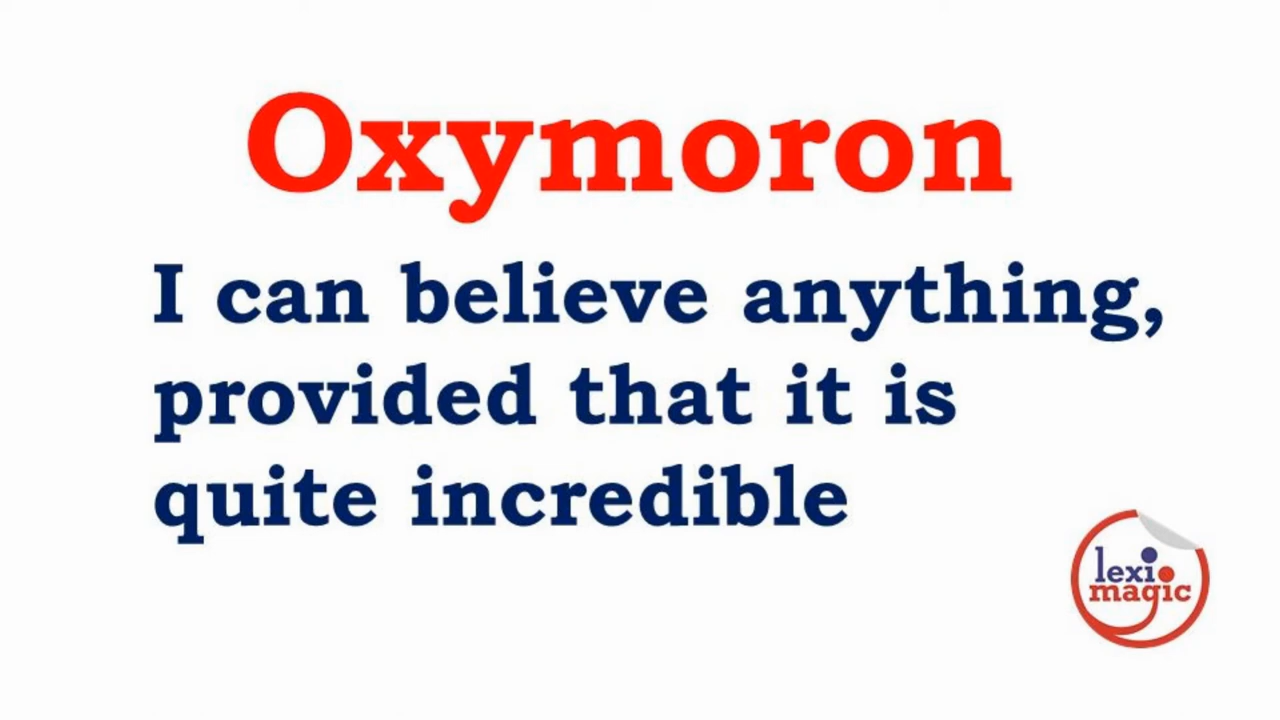 Oxymoron
I can believe anything,
provided that it is
quite incredible
lexi
magic